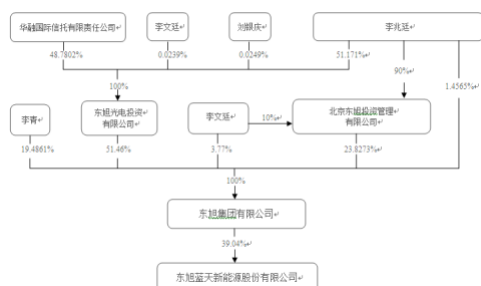 华融国际信托有限责任公司
李文廷
刘银庆
李兆廷
48.7802%
0.0239%
0.0249%
51.171%
100%
90%
1.4565%
李青
东旭光电投资有限公司
李文廷
10%
北京东旭投资管理有限公司
19.4861%
51.46%
3.77%
23.8273%
100%
东旭集团有限公司
39.04%
东旭蓝天新能源股份有限公司